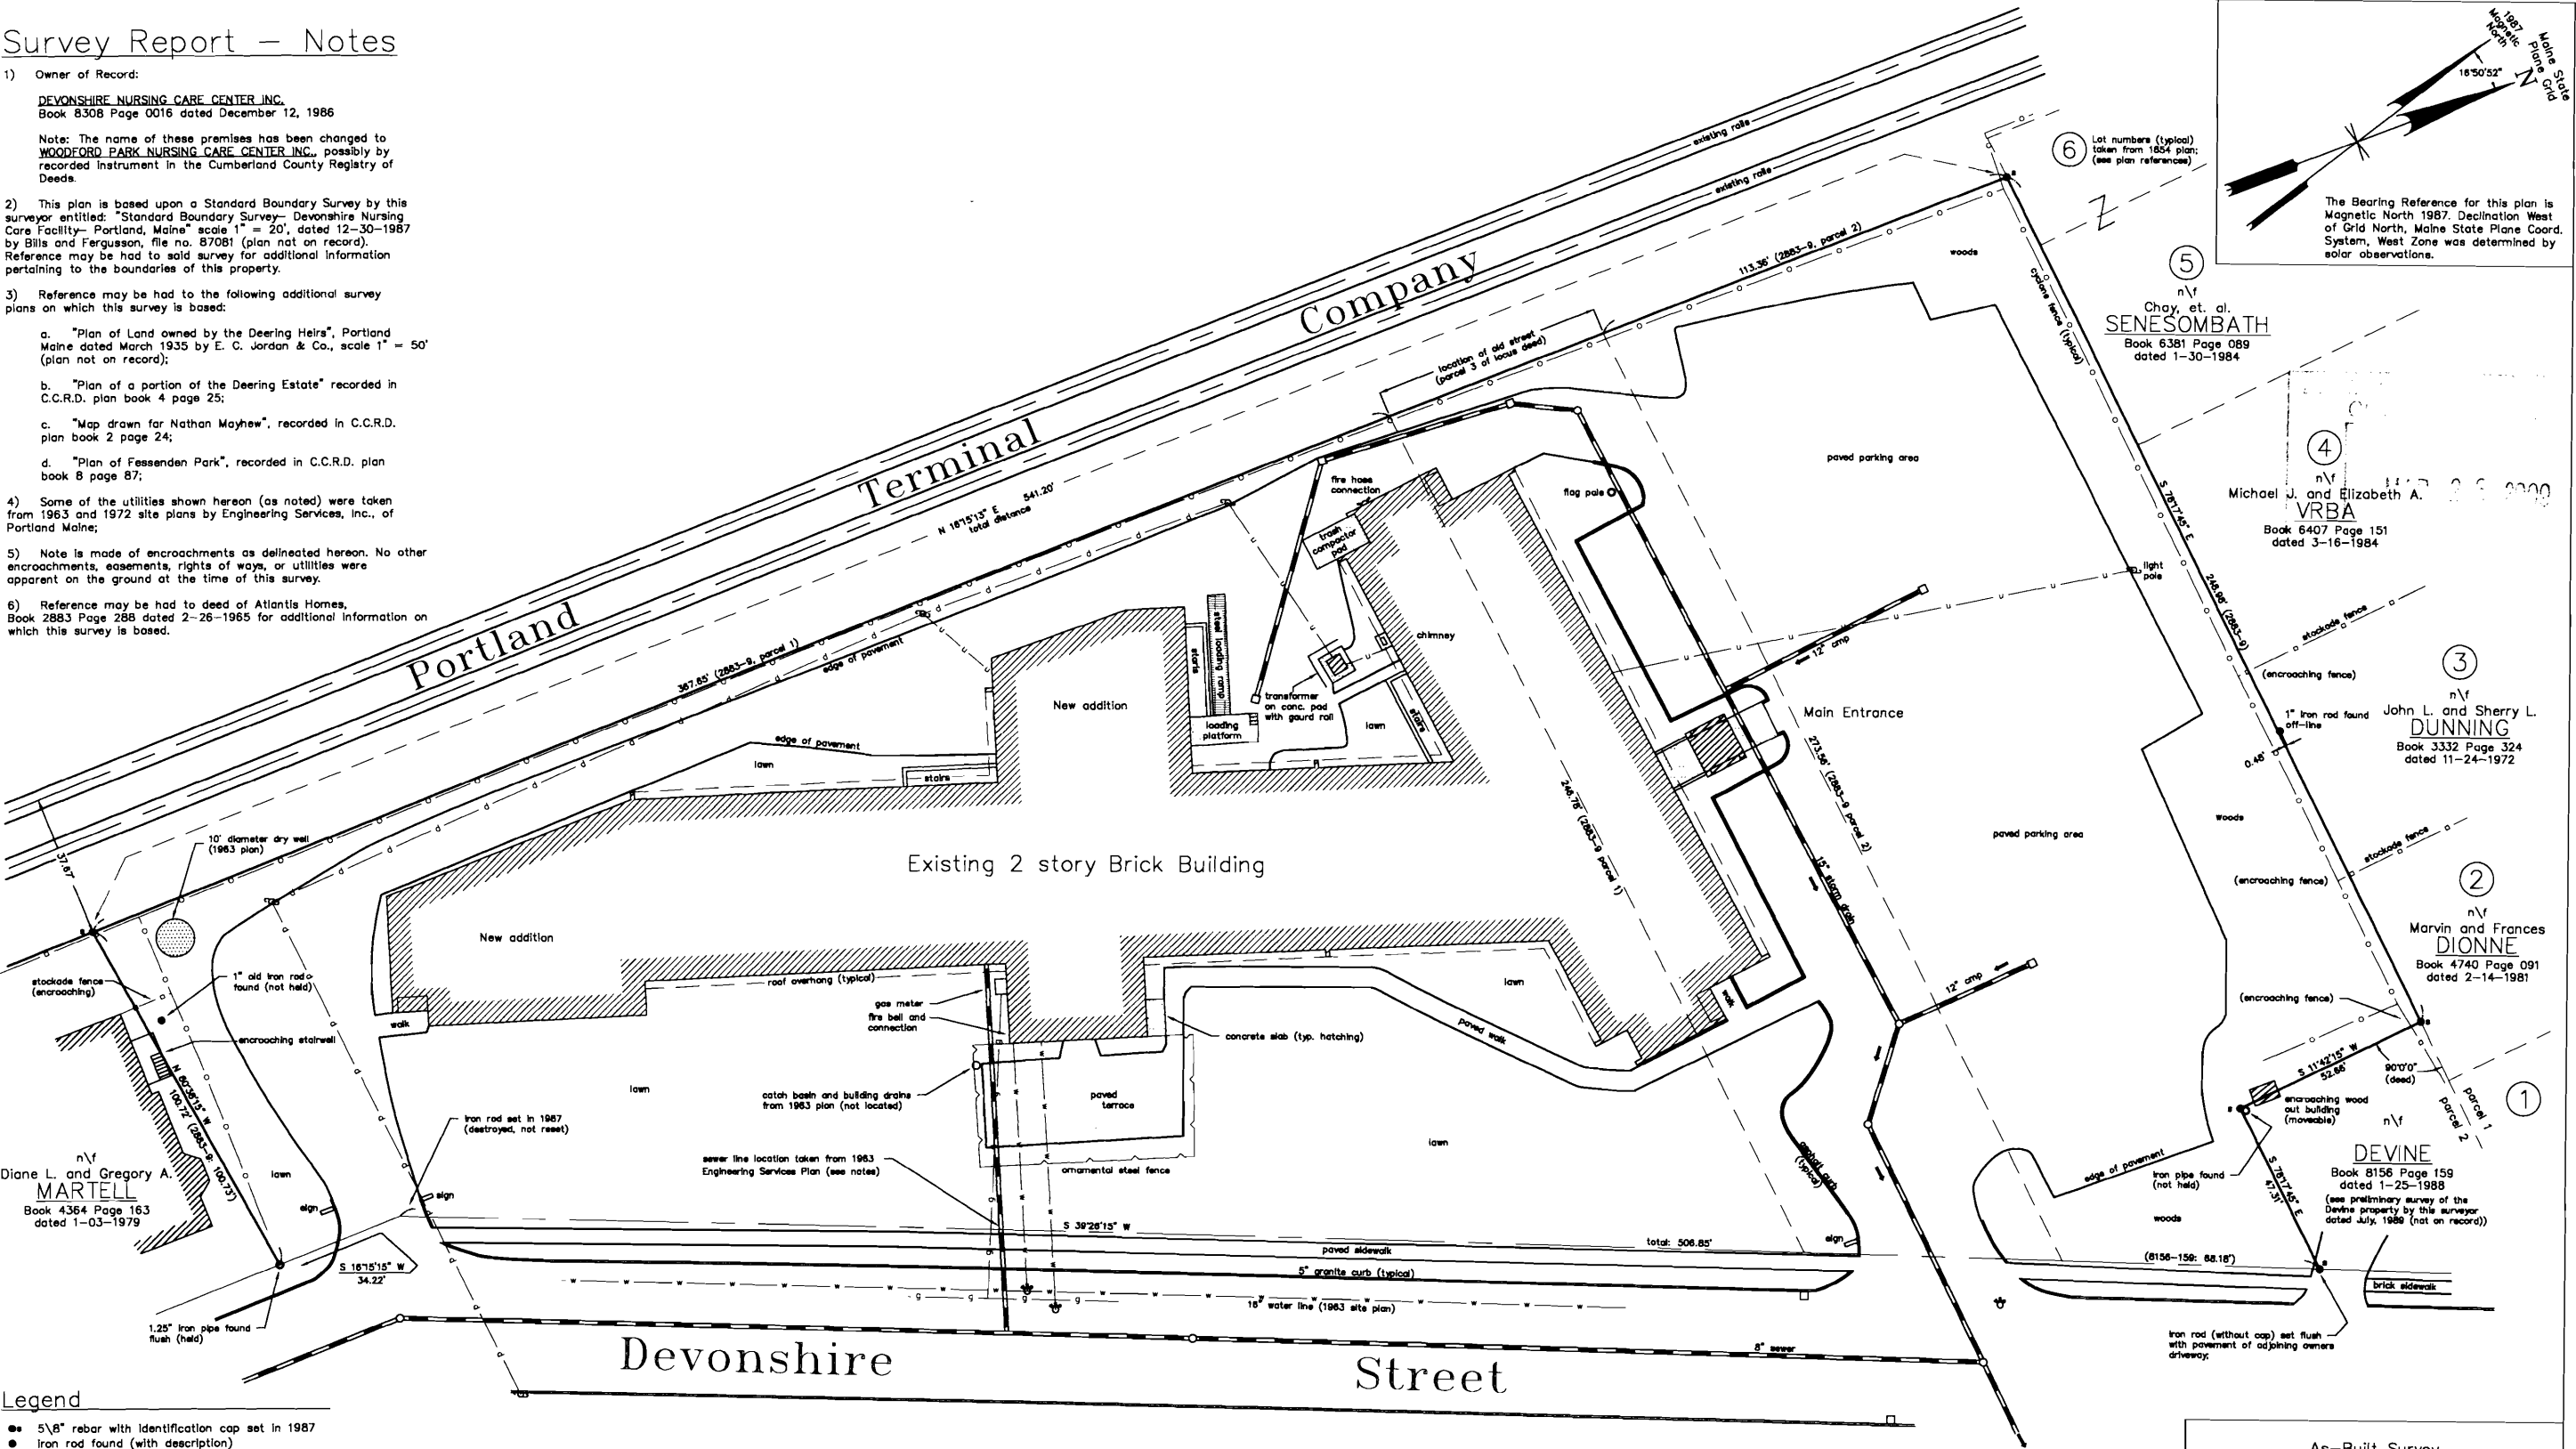 Survey Report – Notes
1) Owner of Record:
DEVONSHIRE NURSING CARE CENTER INC.
Book 8308 Page 0016 dated December 12, 1986
Note: The name of these premises has been changed to
WOODFORD PARK NURSING CARE CENTER INC., possibly by
recorded instrument in the Cumberland County Registry of
Deeds.
2) This plan is based upon a Standard Boundary Survey by this
surveyor entitled: "Standard Boundary Survey– Devonshire Nursing
Care Facility– Portland, Maine" scale 1" = 20', dated 12-30-1987
by Bills and Fergusson, file no. 87081 (plan not on record).
Reference may be had to said survey for additional information
pertaining to the boundaries of this property.
3) Reference may be had to the following additional survey
plans on which this survey is based:
a. "Plan of Land owned by the Deering Heirs", Portland
Maine dated March 1935 by E. C. Jordan & Co., scale 1" = 50'
(plan not on record);
b. "Plan of a portion of the Deering Estate" recorded in
C.C.R.D. plan book 4 page 25;
c. "Map drawn for Nathan Mayhew", recorded in C.C.R.D.
plan book 2 page 24;
d. "Plan of Fessenden Park", recorded in C.C.R.D. plan
book 8 page 87;
4) Some of the utilities shown hereon (as noted) were taken
from 1963 and 1972 site plans by Engineering Services, Inc., of
Portland Maine;
5) Note is made of encroachments as delineated hereon. No other
encroachments, easements, rights of ways, or utilities were
apparent on the ground at the time of this survey.
6) Reference may be had to deed of Atlantis Homes,
Book 2883 Page 288 dated 2-26-1965 for additional information on
which this survey is based.
1987
Magnetic
North
Maine State
Plane Grid
N
16°50'52"
The Bearing Reference for this plan is
Magnetic North 1987. Declination West
of Grid North, Maine State Plane Coord.
System, West Zone was determined by
solar observations.
Portland Terminal Company
existing rails
existing rails
6
Lot numbers (typical)
taken from 1854 plan;
(see plan references)
Z
woods
113.36' (2883-9, parcel 2)
location of old street
(parcel 3 of locus deed)
cyclone fence (typical)
5
n\f
Chay, et. al.
SENESOMBATH
Book 6381 Page 089
dated 1-30-1984
4
n\f
Michael J. and Elizabeth A.
VRBA
Book 6407 Page 151
dated 3-16-1984
N 16°15'13" E 541.20'
total distance
fire hose
connection
flag pole
trash
compactor
pad
paved parking area
S 78°17'45" E
248.98' (2883-9)
light
pole
367.65' (2883-9, parcel 1)
edge of pavement
stairs
steel loading ramp
chimney
12" cmp
stockade fence
(encroaching fence)
3
n\f
John L. and Sherry L.
DUNNING
Book 3332 Page 324
dated 11-24-1972
1" iron rod found
off-line
0.48'
New addition
transformer
on conc. pad
with gaurd rail
loading
platform
lawn
stairs
Main Entrance
273.56' (2883-9 parcel 2)
edge of pavement
lawn
stairs
248.78' (2883-9 parcel 1)
woods
paved parking area
37.67'
10' diameter dry well
(1963 plan)
Existing 2 story Brick Building
15" storm drain
stockade fence
(encroaching fence)
2
n\f
Marvin and Frances
DIONNE
Book 4740 Page 091
dated 2-14-1981
New addition
stockade fence
(encroaching)
1" old iron rod
found (not held)
roof overhang (typical)
gas meter
fire bell and
connection
walk
encroaching stairwell
concrete slab (typ. hatching)
lawn
walk
paved walk
12" cmp
(encroaching fence)
S 11°42'15" W
52.66'
90°0'0"
(deed)
parcel 1
parcel 2
1
lawn
catch basin and building drains
from 1963 plan (not located)
paved
terrace
encroaching wood
out building
(moveable)
N 60°36'15" W
100.72' (2883-9: 100.73')
iron rod set in 1987
(destroyed, not reset)
lawn
sewer line location taken from 1963
Engineering Services Plan (see notes)
ornamental steel fence
asphalt curb
(typical)
edge of pavement
iron pipe found
(not held)
S 78°17'45" E
47.31'
n\f
DEVINE
Book 8156 Page 159
dated 1-25-1988
(see preliminary survey of the
Devine property by this surveyor
dated July, 1989 (not on record))
n\f
Diane L. and Gregory A.
MARTELL
Book 4364 Page 163
dated 1-03-1979
lawn
sign
sign
woods
S 39°26'15" W
total: 506.85'
sign
paved sidewalk
(8156-159: 68.18')
S 16°15'15" W
34.22'
5" granite curb (typical)
brick sidewalk
16" water line (1963 site plan)
1.25" iron pipe found
flush (held)
iron rod (without cap) set flush
with pavement of adjoining owners
driveway;
8" sewer
Devonshire Street
Legend
5\8" rebar with identification cap set in 1987
iron rod found (with description)
As-Built Survey